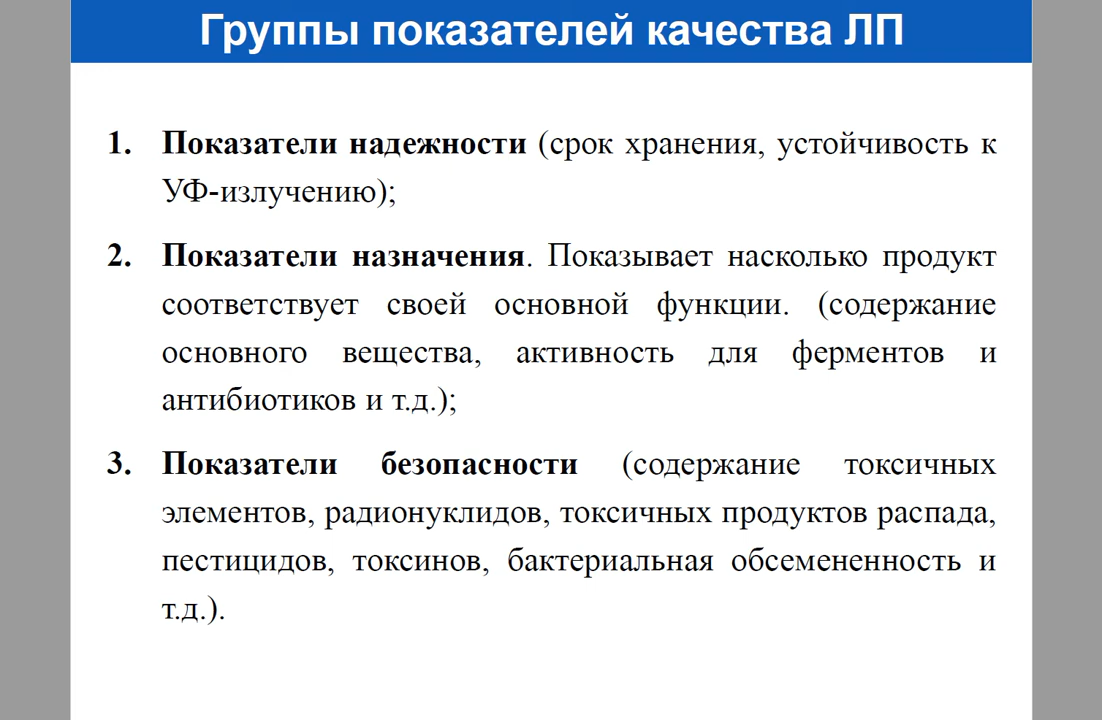 Группы показателей качества ЛП
1. Показатели надежности (срок хранения, устойчивость к
УФ-излучению);
2. Показатели назначения. Показывает насколько продукт
соответствует своей основной функции. (содержание
основного вещества, активность для ферментов и
антибиотиков и т.д.);
3. Показатели безопасности (содержание токсичных
элементов, радионуклидов, токсичных продуктов распада,
пестицидов, токсинов, бактериальная обсемененность и
т.д.).